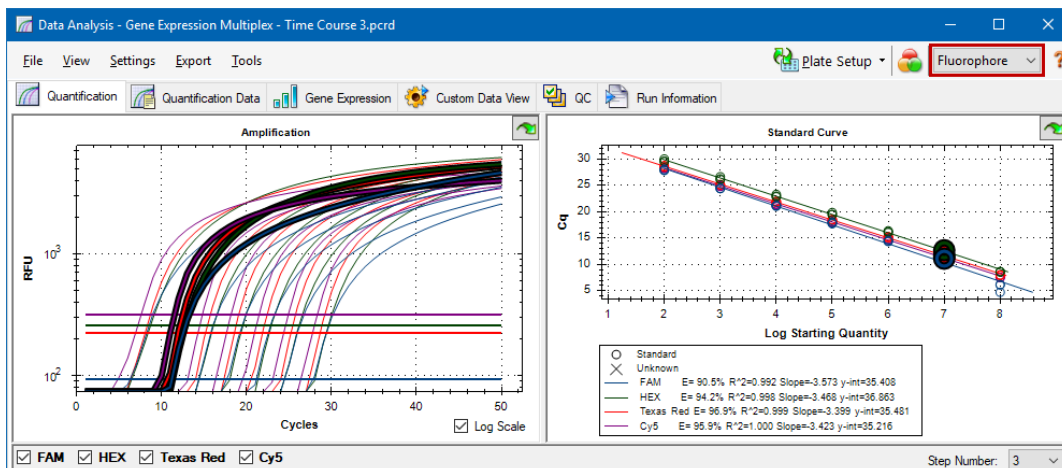 Data Analysis - Gene Expression Multiplex - Time Course 3.pcrd
File View Settings Export Tools
Plate Setup
Fluorophore
?
Quantification
Quantification Data
Gene Expression
Custom Data View
QC
Run Information
Amplification
10^3
10^2
RFU
0 10 20 30 40 50
Cycles
Log Scale
Standard Curve
30
25
20
15
10
5
Cq
1 2 3 4 5 6 7 8
Log Starting Quantity
Standard
Unknown
FAM E= 90.5% R^2=0.992 Slope=-3.573 y-int=35.408
HEX E= 94.2% R^2=0.998 Slope=-3.468 y-int=36.863
Texas Red E= 96.9% R^2=0.999 Slope=-3.399 y-int=35.481
Cy5 E= 95.9% R^2=1.000 Slope=-3.423 y-int=35.216
FAM HEX Texas Red Cy5
Step Number: 3